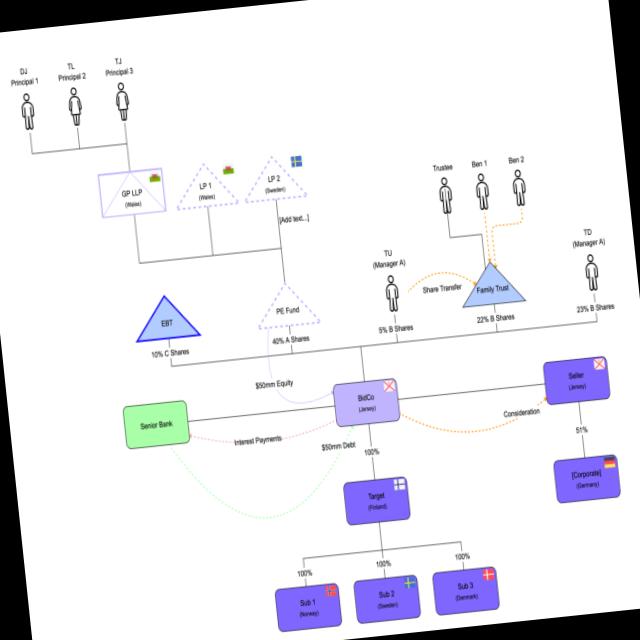 DJ
Principal 1
TL
Principal 2
TJ
Principal 3
GP LLP
(Wales)
LP 1
(Wales)
LP 2
(Sweden)
[Add text...]
Trustee
Ben 1
Ben 2
TU
(Manager A)
TD
(Manager A)
Share Transfer
Family Trust
EBT
PE Fund
10% C Shares
40% A Shares
5% B Shares
22% B Shares
23% B Shares
$50mm Equity
BidCo
(Jersey)
Seller
(Jersey)
Senior Bank
Interest Payments
$50mm Debt
Consideration
100%
51%
Target
(Finland)
[Corporate]
(Germany)
100%
100%
100%
Sub 1
(Norway)
Sub 2
(Sweden)
Sub 3
(Denmark)